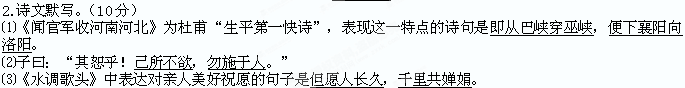 2.诗文默写。（10分）
⑴《闻官军收河南河北》为杜甫“生平第一快诗”，表现这一特点的诗句是即从巴峡穿巫峡，便下襄阳向
洛阳。
⑵子曰：“其恕乎！己所不欲，勿施于人。”
⑶《水调歌头》中表达对亲人美好祝愿的句子是但愿人长久，千里共婵娟。